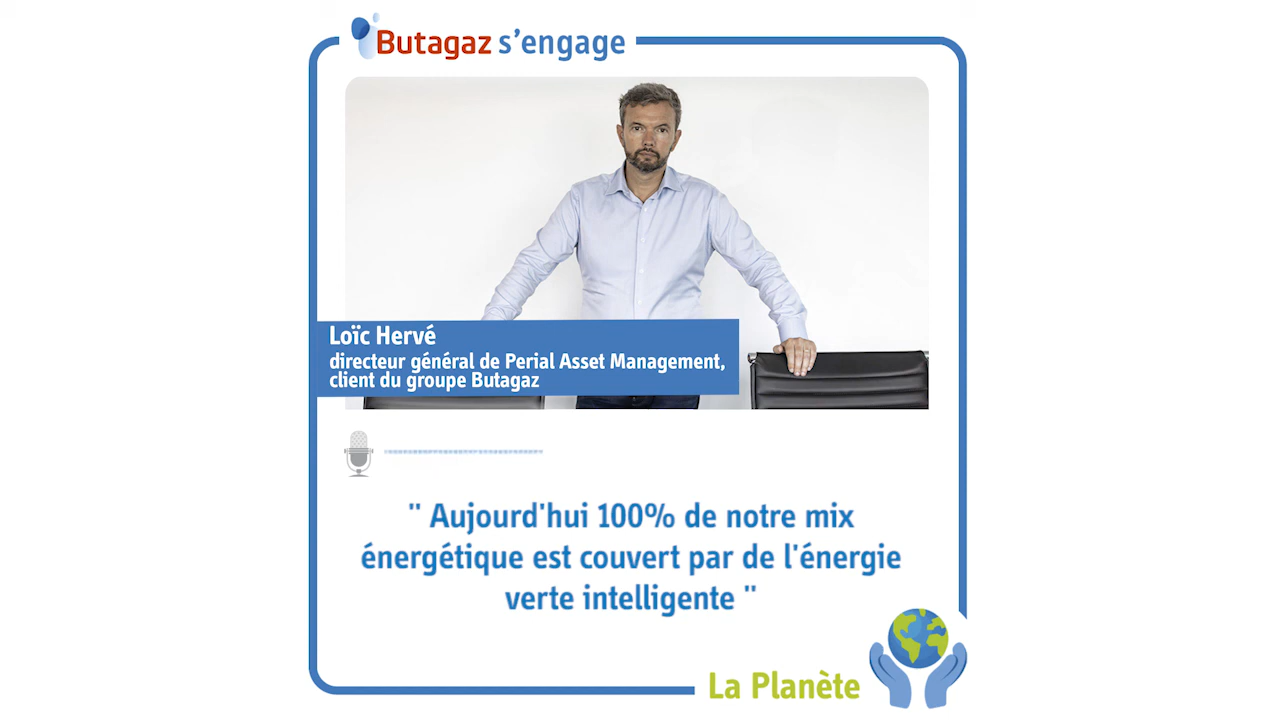 Butagaz s’engage
Loïc Hervé
directeur général de Perial Asset Management,
client du groupe Butagaz
" Aujourd'hui 100% de notre mix
énergétique est couvert par de l'énergie
verte intelligente "
La Planète